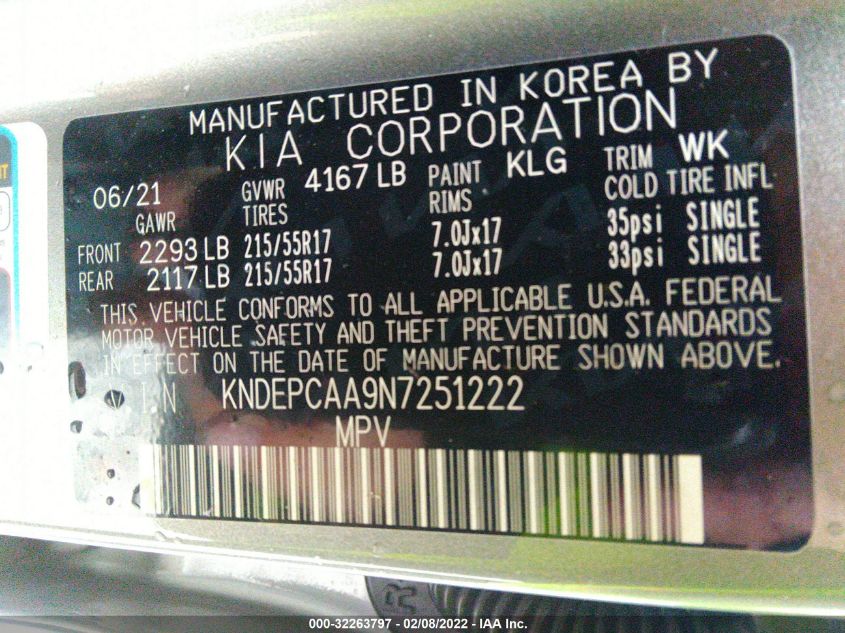 MANUFACTURED IN KOREA BY
KIA CORPORATION
06/21 GVWR 4167 LB PAINT KLG TRIM WK
GAWR TIRES RIMS COLD TIRE INFL
FRONT 2293 LB 215/55R17 7.0Jx17 35psi SINGLE
REAR 2117 LB 215/55R17 7.0Jx17 33psi SINGLE
THIS VEHICLE CONFORMS TO ALL APPLICABLE U.S.A. FEDERAL
MOTOR VEHICLE SAFETY AND THEFT PREVENTION STANDARDS
IN EFFECT ON THE DATE OF MANUFACTURE SHOWN ABOVE.
VIN KNDEPCAA9N7251222
MPV
000-32263797 - 02/08/2022 - IAA Inc.